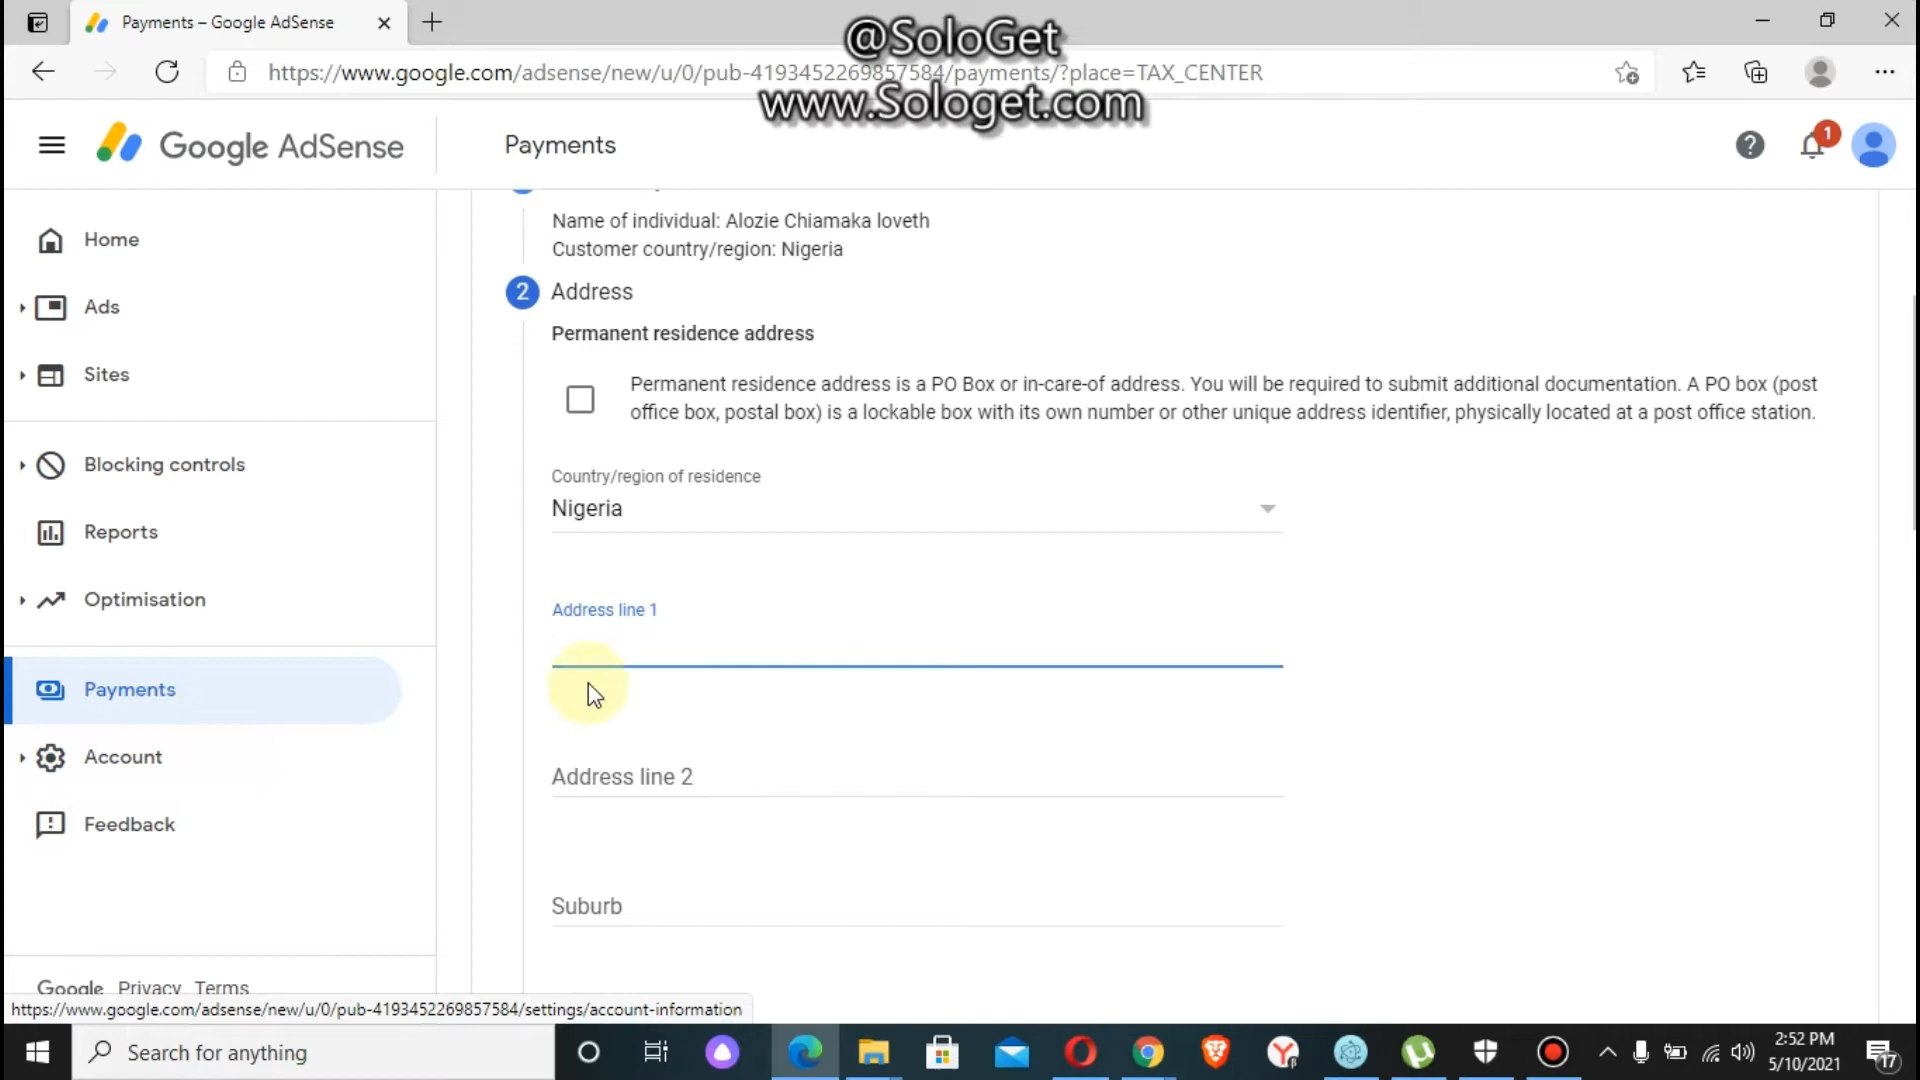 Payments – Google AdSense
@SoloGet
https://www.google.com/adsense/new/u/0/pub-4193452269857584/payments/?place=TAX_CENTER
www.Sologet.com
Google AdSense
Payments
1
Home
Ads
Sites
Blocking controls
Reports
Optimisation
Payments
Account
Feedback
Google Privacy Terms
Name of individual: Alozie Chiamaka loveth
Customer country/region: Nigeria
2 Address
Permanent residence address
Permanent residence address is a PO Box or in-care-of address. You will be required to submit additional documentation. A PO box (post
office box, postal box) is a lockable box with its own number or other unique address identifier, physically located at a post office station.
Country/region of residence
Nigeria
Address line 1
Address line 2
Suburb
https://www.google.com/adsense/new/u/0/pub-4193452269857584/settings/account-information
Search for anything
2:52 PM
5/10/2021
17